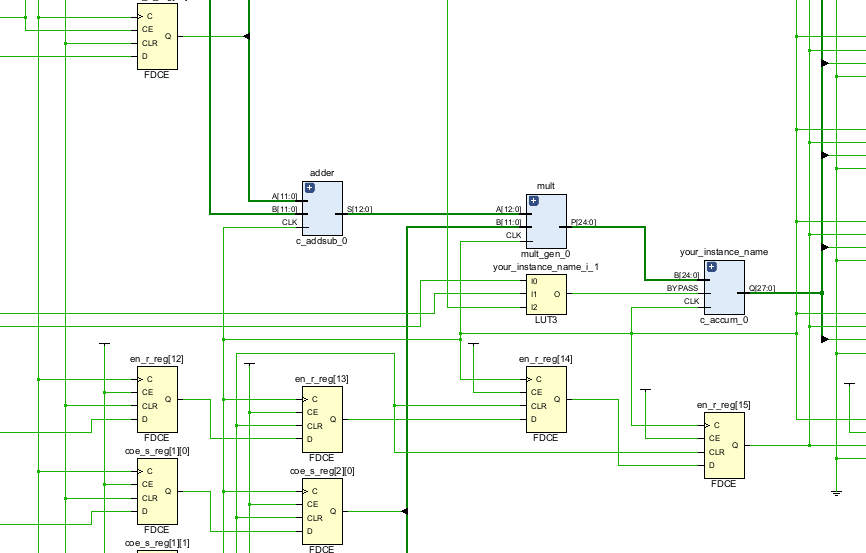 C
CE
CLR
D
Q
FDCE
adder
A[11:0]
B[11:0]
CLK
S[12:0]
c_addsub_0
mult
A[12:0]
B[11:0]
CLK
P[24:0]
mult_gen_0
your_instance_name
B[24:0]
BYPASS
CLK
Q[27:0]
c_accum_0
your_instance_name_i_1
I0
I1
I2
O
LUT3
en_r_reg[12]
C
CE
CLR
D
Q
FDCE
en_r_reg[13]
C
CE
CLR
D
Q
FDCE
en_r_reg[14]
C
CE
CLR
D
Q
FDCE
en_r_reg[15]
C
CE
CLR
D
Q
FDCE
coe_s_reg[1][0]
C
CE
CLR
D
Q
FDCE
coe_s_reg[2][0]
C
CE
CLR
D
Q
FDCE
coe_s_reg[1][1]